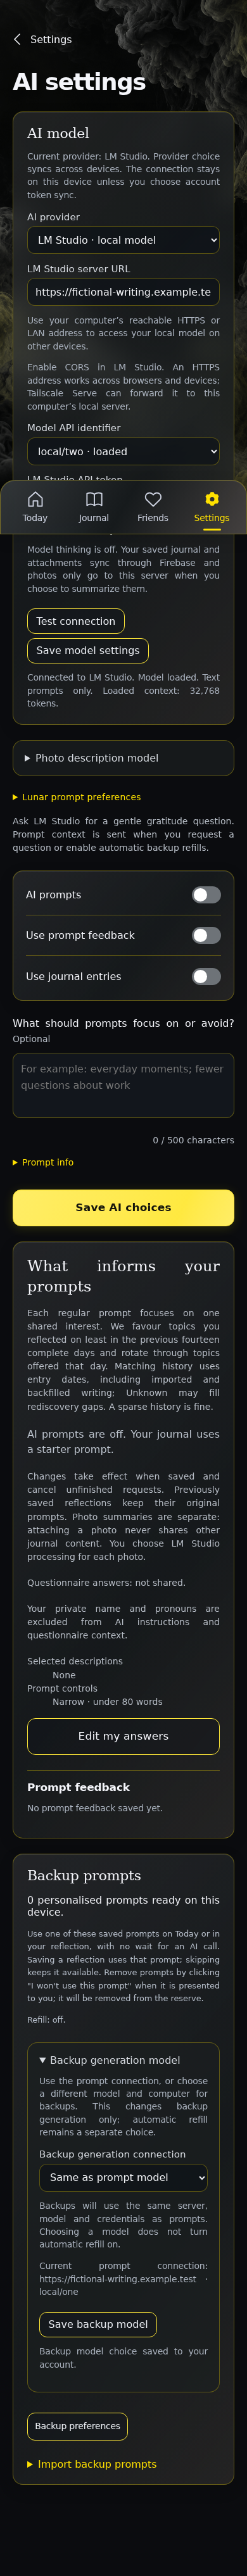 Settings
AI settings
AI model
Current provider: LM Studio. Provider choice
syncs across devices. The connection stays
on this device unless you choose account
token sync.
AI provider
LM Studio · local model
LM Studio server URL
https://fictional-writing.example.te
Use your computer's reachable HTTPS or
LAN address to access your local model on
other devices.
Enable CORS in LM Studio. An HTTPS
address works across browsers and devices;
Tailscale Serve can forward it to this
computer's local server.
Model API identifier
local/two · loaded
LM Studio API token
Today
Journal
Friends
Settings
Model thinking is off. Your saved journal and
attachments sync through Firebase and
photos only go to this server when you
choose to summarize them.
Test connection
Save model settings
Connected to LM Studio. Model loaded. Text
prompts only. Loaded context: 32,768
tokens.
Photo description model
Lunar prompt preferences
Ask LM Studio for a gentle gratitude question.
Prompt context is sent when you request a
question or enable automatic backup refills.
AI prompts
Use prompt feedback
Use journal entries
What should prompts focus on or avoid?
Optional
For example: everyday moments; fewer
questions about work
0 / 500 characters
Prompt info
Save AI choices
What informs your
prompts
Each regular prompt focuses on one
shared interest. We favour topics you
reflected on least in the previous fourteen
complete days and rotate through topics
offered that day. Matching history uses
entry dates, including imported and
backfilled writing; Unknown may fill
rediscovery gaps. A sparse history is fine.
AI prompts are off. Your journal uses
a starter prompt.
Changes take effect when saved and
cancel unfinished requests. Previously
saved reflections keep their original
prompts. Photo summaries are separate:
attaching a photo never shares other
journal content. You choose LM Studio
processing for each photo.
Questionnaire answers: not shared.
Your private name and pronouns are
excluded from AI instructions and
questionnaire context.
Selected descriptions
None
Prompt controls
Narrow · under 80 words
Edit my answers
Prompt feedback
No prompt feedback saved yet.
Backup prompts
0 personalised prompts ready on this
device.
Use one of these saved prompts on Today or in
your reflection, with no wait for an AI call.
Saving a reflection uses that prompt; skipping
keeps it available. Remove prompts by clicking
"I won't use this prompt" when it is presented
to you; it will be removed from the reserve.
Refill: off.
Backup generation model
Use the prompt connection, or choose
a different model and computer for
backups. This changes backup
generation only; automatic refill
remains a separate choice.
Backup generation connection
Same as prompt model
Backups will use the same server,
model and credentials as prompts.
Choosing a model does not turn
automatic refill on.
Current prompt connection:
https://fictional-writing.example.test ·
local/one
Save backup model
Backup model choice saved to your
account.
Backup preferences
Import backup prompts